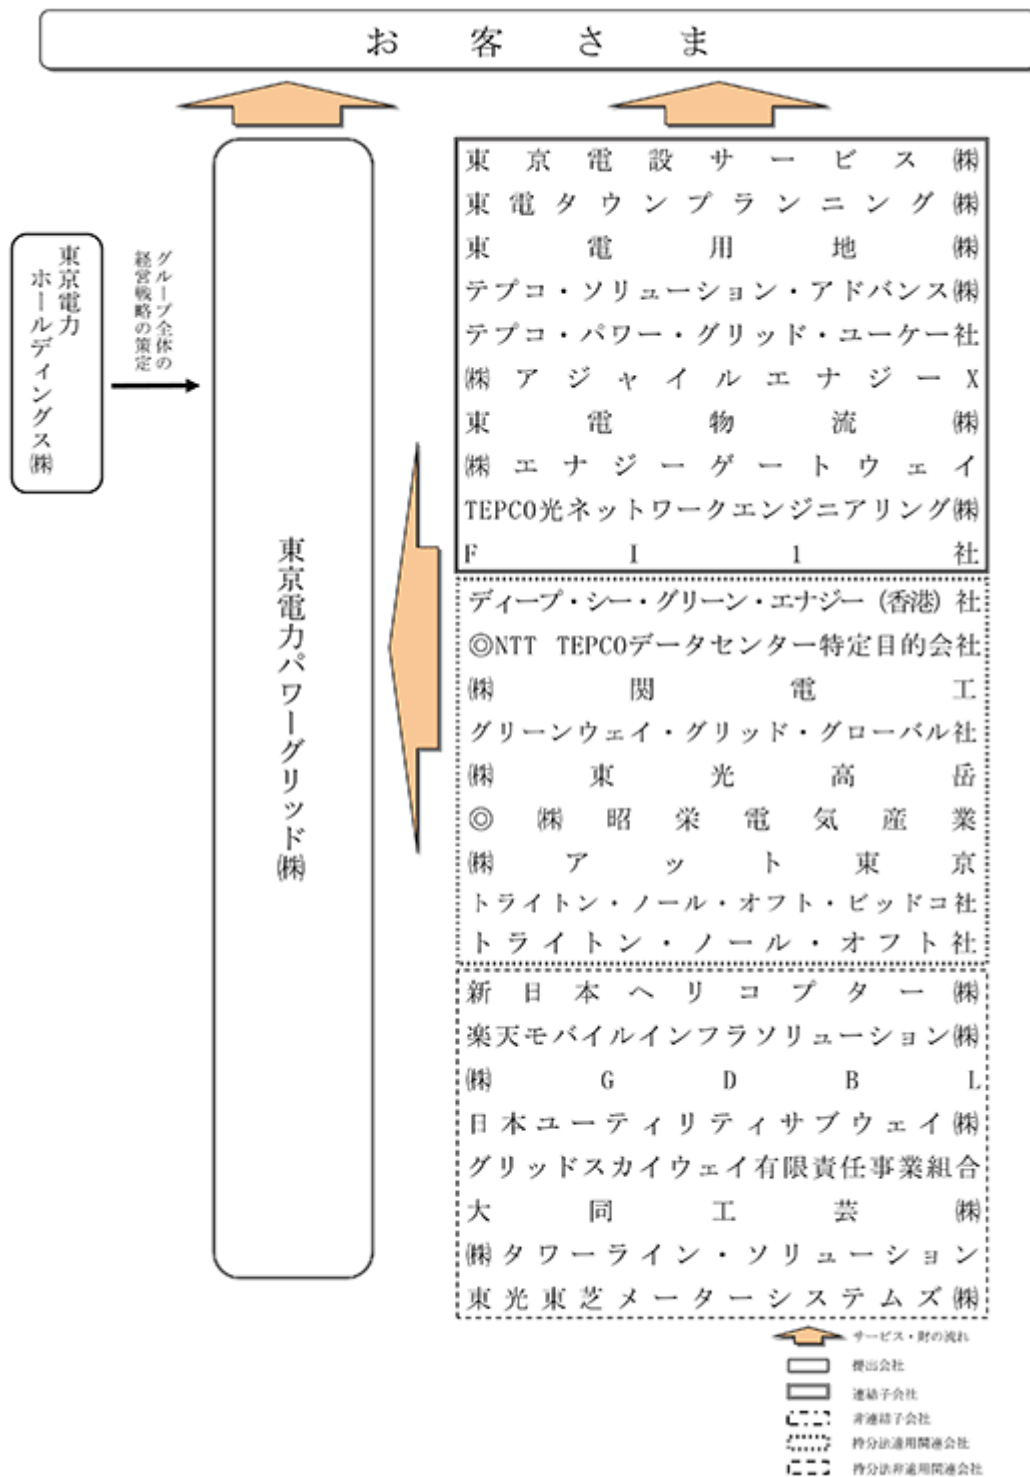 お客さま
東京電力
ホールディングス㈱
グループ全体の
経営戦略の策定
東京電力パワーグリッド㈱
東京電設サービス㈱
東電タウンプランニング㈱
東電用地㈱
テプコ・ソリューション・アドバンス㈱
テプコ・パワー・グリッド・ユーケー社
㈱アジャイルエナジーX
東電物流㈱
㈱エナジーゲートウェイ
TEPCO光ネットワークエンジニアリング㈱
FI1社
ディープ・シー・グリーン・エナジー(香港)社
◎NTT TEPCOデータセンター特定目的会社
㈱関電工
グリーンウェイ・グリッド・グローバル社
㈱東光高岳
◎㈱昭栄電気産業
㈱アット東京
トライトン・ノール・オフト・ビッドコ社
トライトン・ノール・オフト社
新日本ヘリコプター㈱
楽天モバイルインフラソリューション㈱
㈱GDBL
日本ユーティリティサブウェイ㈱
グリッドスカイウェイ有限責任事業組合
大同工芸㈱
㈱タワーライン・ソリューション
東光東芝メーターシステムズ㈱
サービス・財の流れ
提出会社
連結子会社
非連結子会社
持分法適用関連会社
持分法非適用関連会社